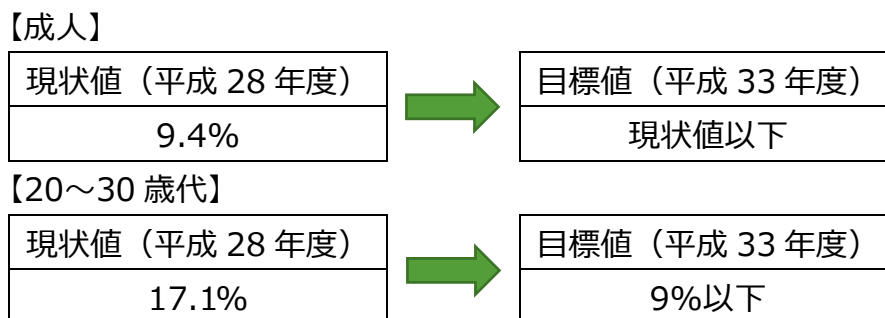 【成人】
現状値（平成 28 年度） 目標値（平成 33 年度）
9.4% 現状値以下
【20～30 歳代】
現状値（平成 28 年度） 目標値（平成 33 年度）
17.1% 9%以下